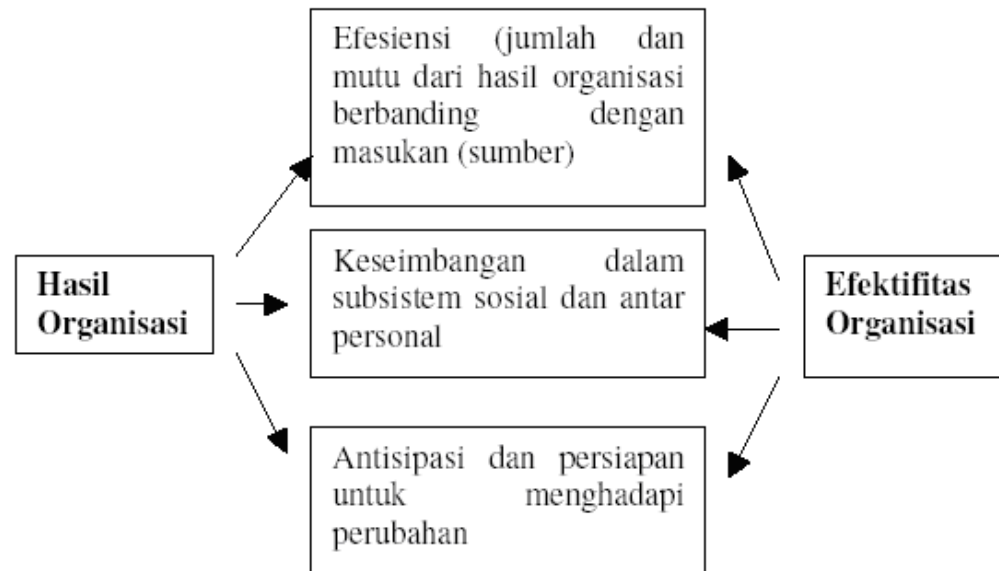 Efesiensi (jumlah dan
mutu dari hasil organisasi
berbanding dengan
masukan (sumber)
Hasil
Organisasi
Keseimbangan dalam
subsistem sosial dan antar
personal
Efektifitas
Organisasi
Antisipasi dan persiapan
untuk menghadapi
perubahan